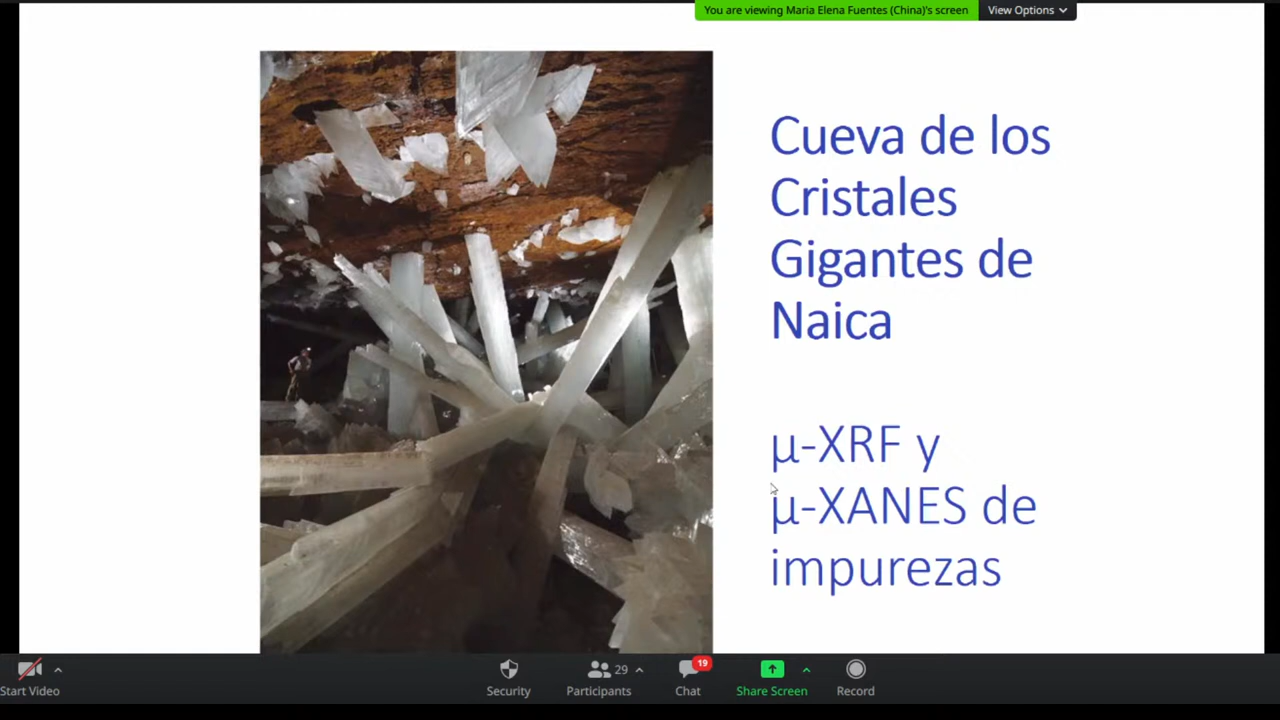 You are viewing Maria Elena Fuentes (China)'s screen
View Options
Cueva de los
Cristales
Gigantes de
Naica
µ-XRF y
µ-XANES de
impurezas
Start Video
Security
29
Participants
19
Chat
Share Screen
Record